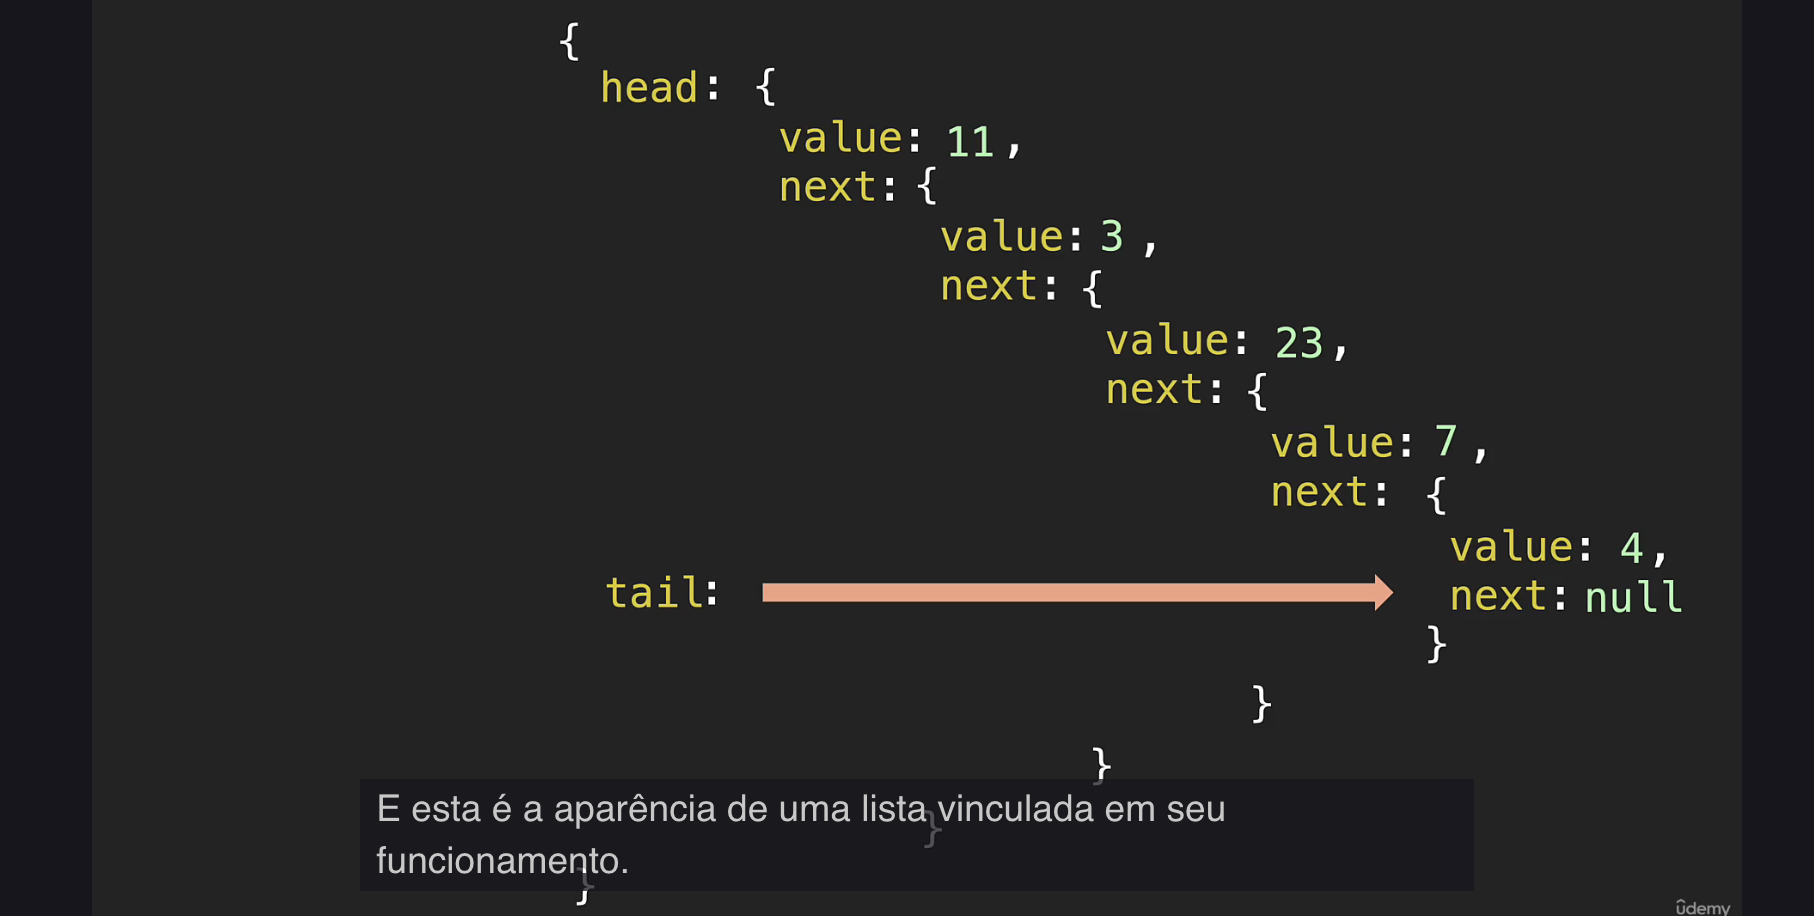 {
head: {
value: 11 ,
next: {
value: 3 ,
next: {
value: 23 ,
next: {
value: 7 ,
next: {
value: 4,
tail: next: null
}
}
}
E esta é a aparência de uma lista vinculada em seu
}
funcionamento.
}
ûdemy